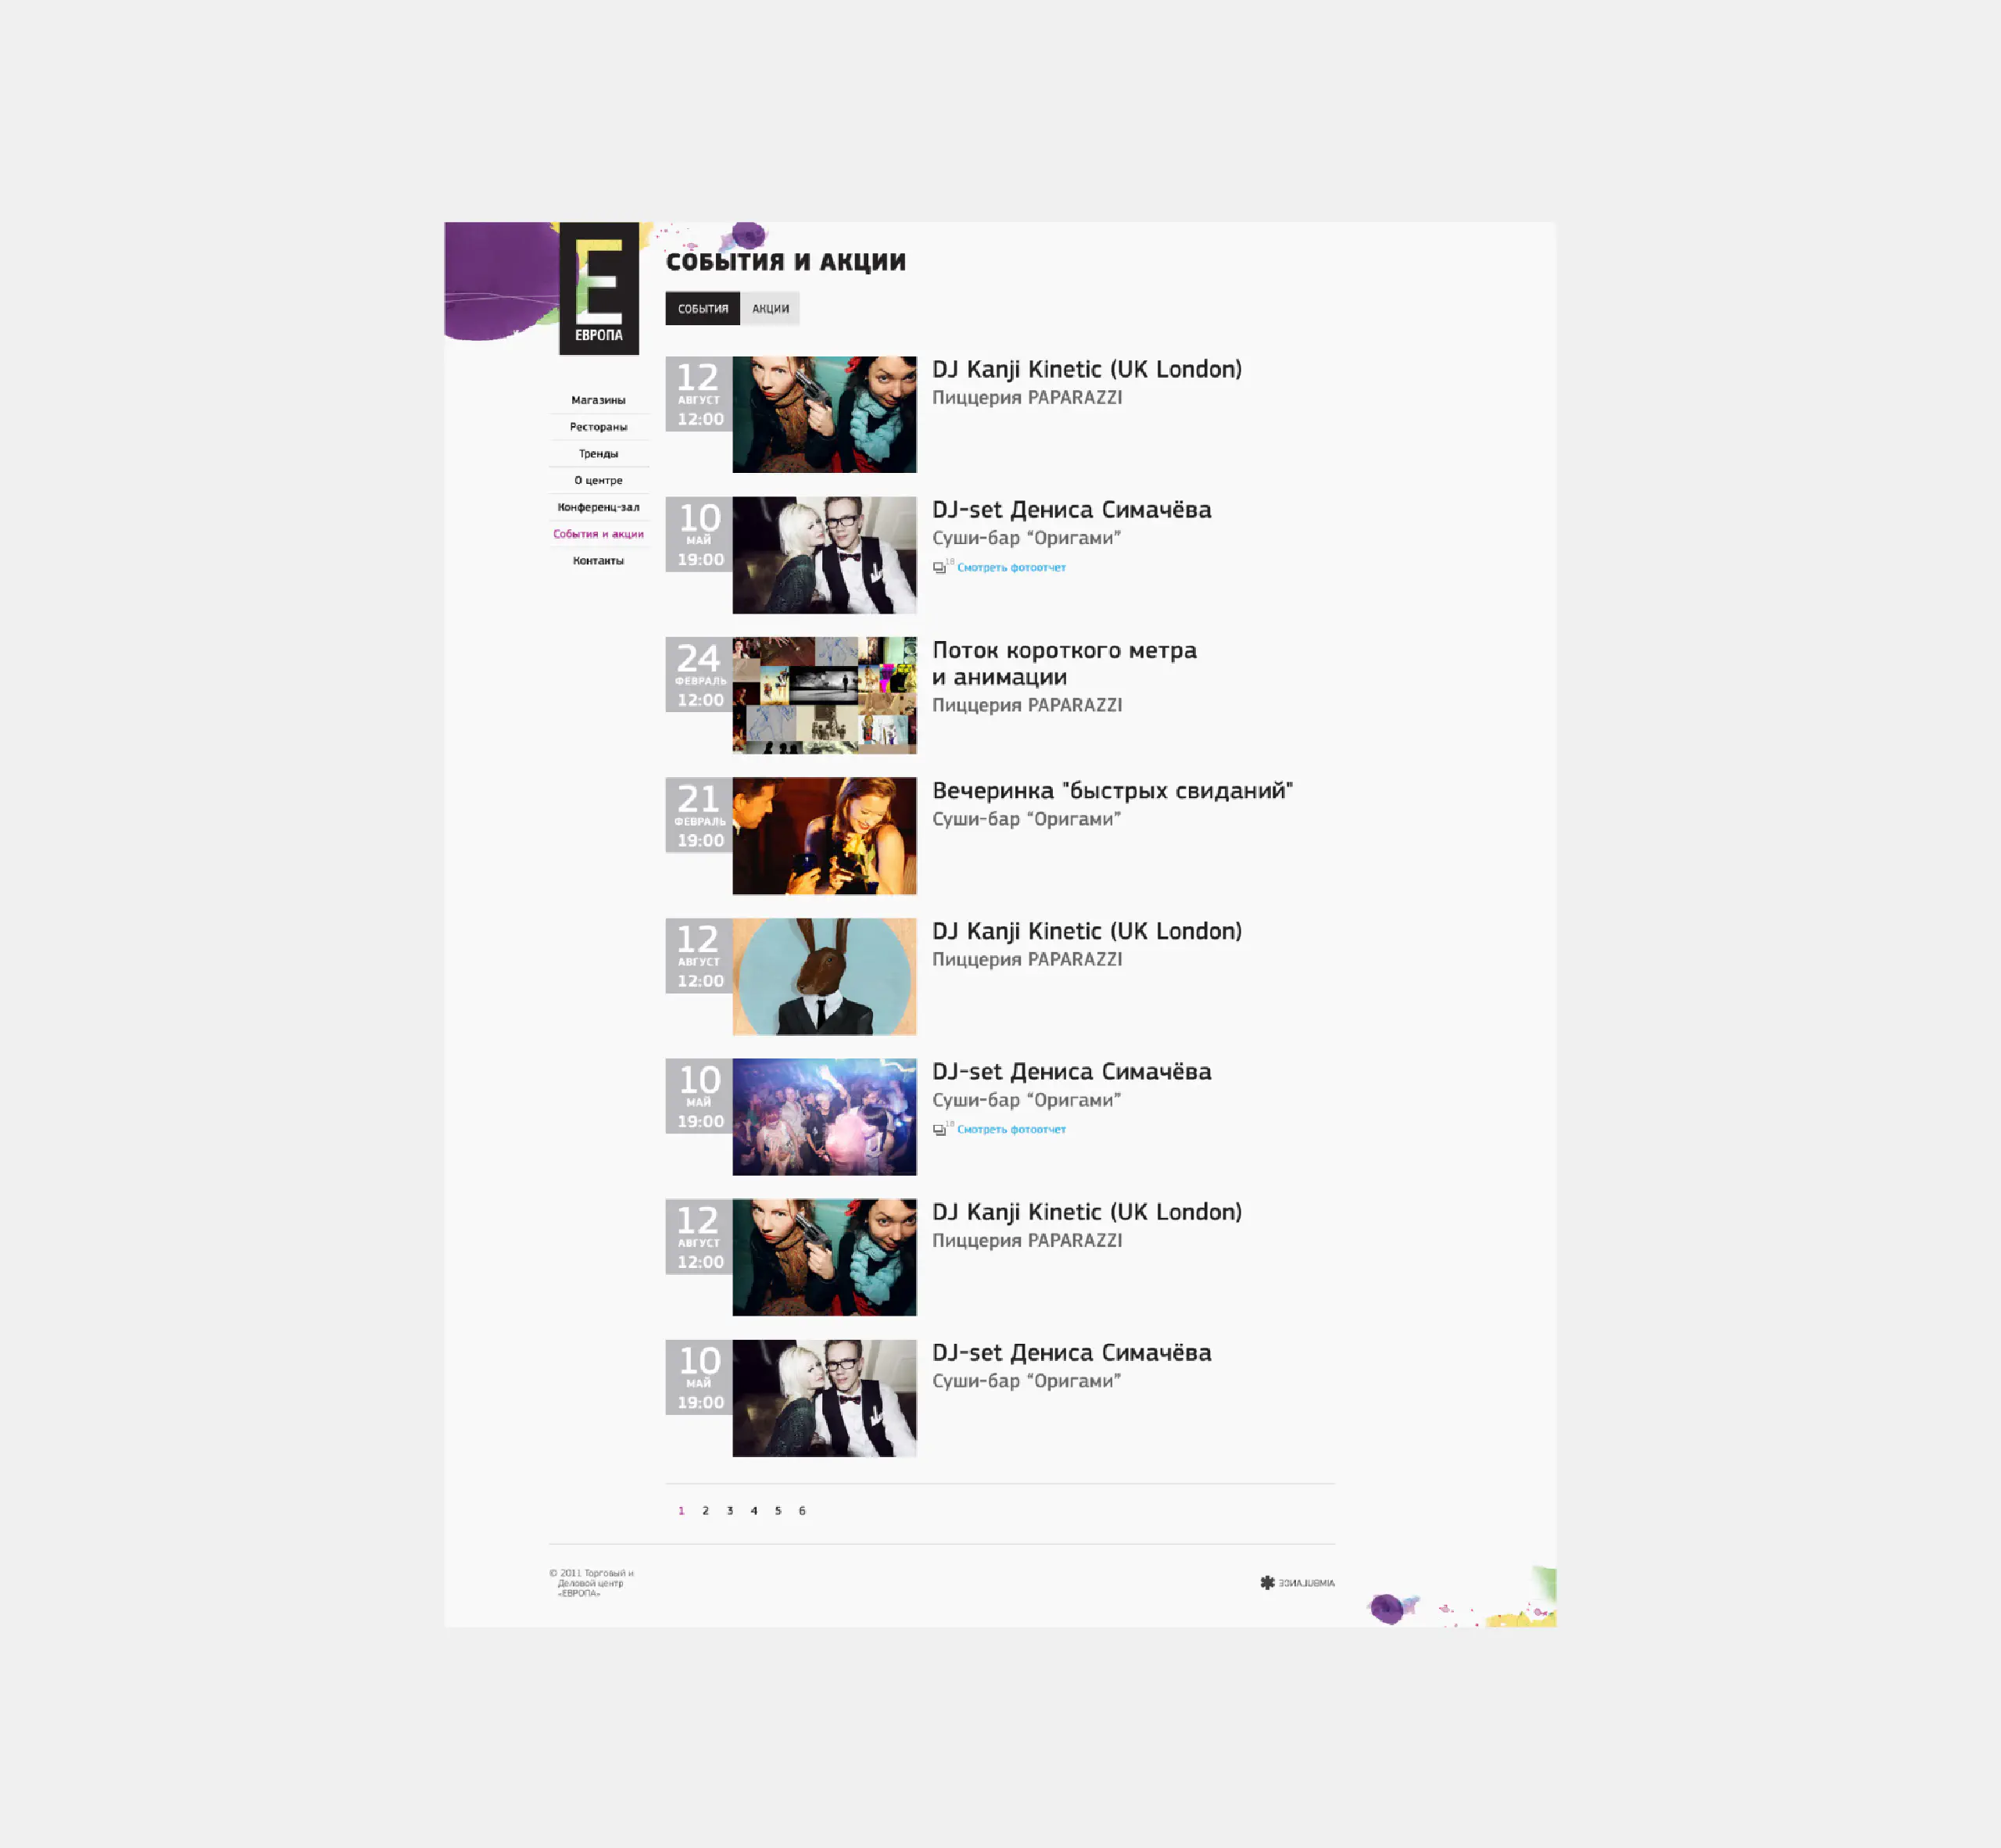 Е
ЕВРОПА
СОБЫТИЯ И АКЦИИ
СОБЫТИЯ АКЦИИ
Магазины
Рестораны
Тренды
О центре
Конференц-зал
События и акции
Контакты
12
АВГУСТ
12:00
DJ Kanji Kinetic (UK London)
Пиццерия PAPARAZZI
10
МАЙ
19:00
DJ-set Дениса Симачёва
Суши-бар “Оригами”
18 Смотреть фотоотчет
24
ФЕВРАЛЬ
12:00
Поток короткого метра
и анимации
Пиццерия PAPARAZZI
21
ФЕВРАЛЬ
19:00
Вечеринка "быстрых свиданий"
Суши-бар “Оригами”
12
АВГУСТ
12:00
DJ Kanji Kinetic (UK London)
Пиццерия PAPARAZZI
10
МАЙ
19:00
DJ-set Дениса Симачёва
Суши-бар “Оригами”
18 Смотреть фотоотчет
12
АВГУСТ
12:00
DJ Kanji Kinetic (UK London)
Пиццерия PAPARAZZI
10
МАЙ
19:00
DJ-set Дениса Симачёва
Суши-бар “Оригами”
1 2 3 4 5 6
© 2011 Торговый и
Деловой центр
«ЕВРОПА»